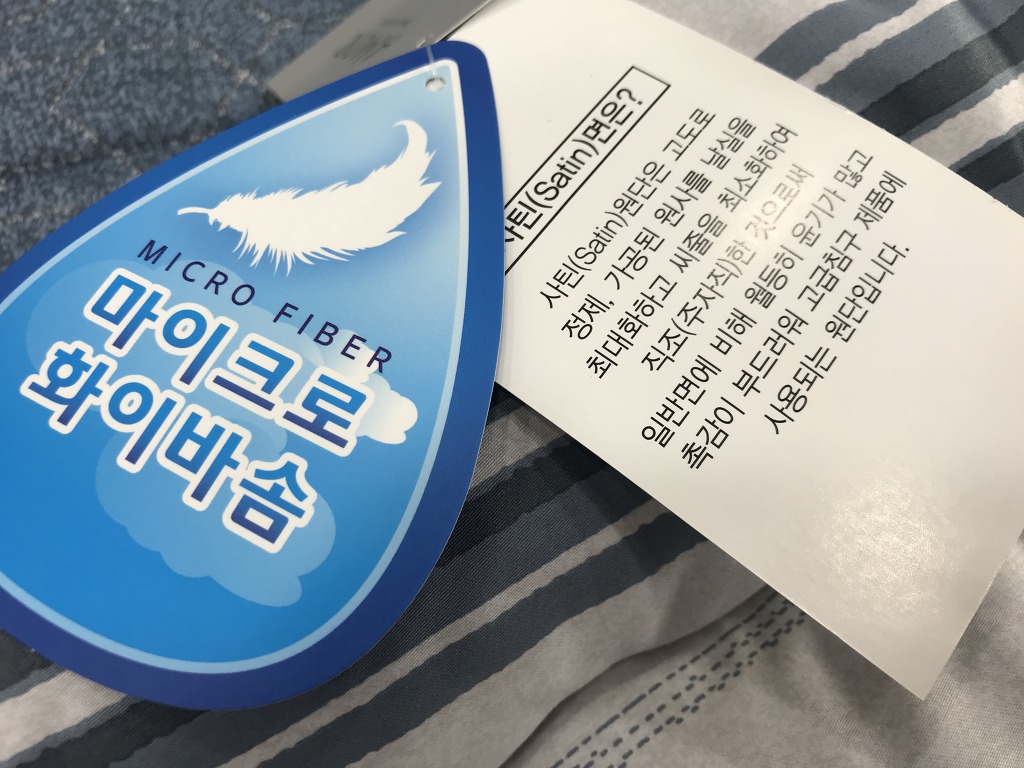 MICRO FIBER
마이크로
화이바솜
사틴(Satin)면은?
사틴(Satin)원단은 고도로
정제, 가공된 원사를 날실을
최대화하고 씨줄을 최소화하여
직조(주자직)한 것으로써
일반면에 비해 월등히 윤기가 많고
촉감이 부드러워 고급침구 제품에
사용되는 원단입니다.